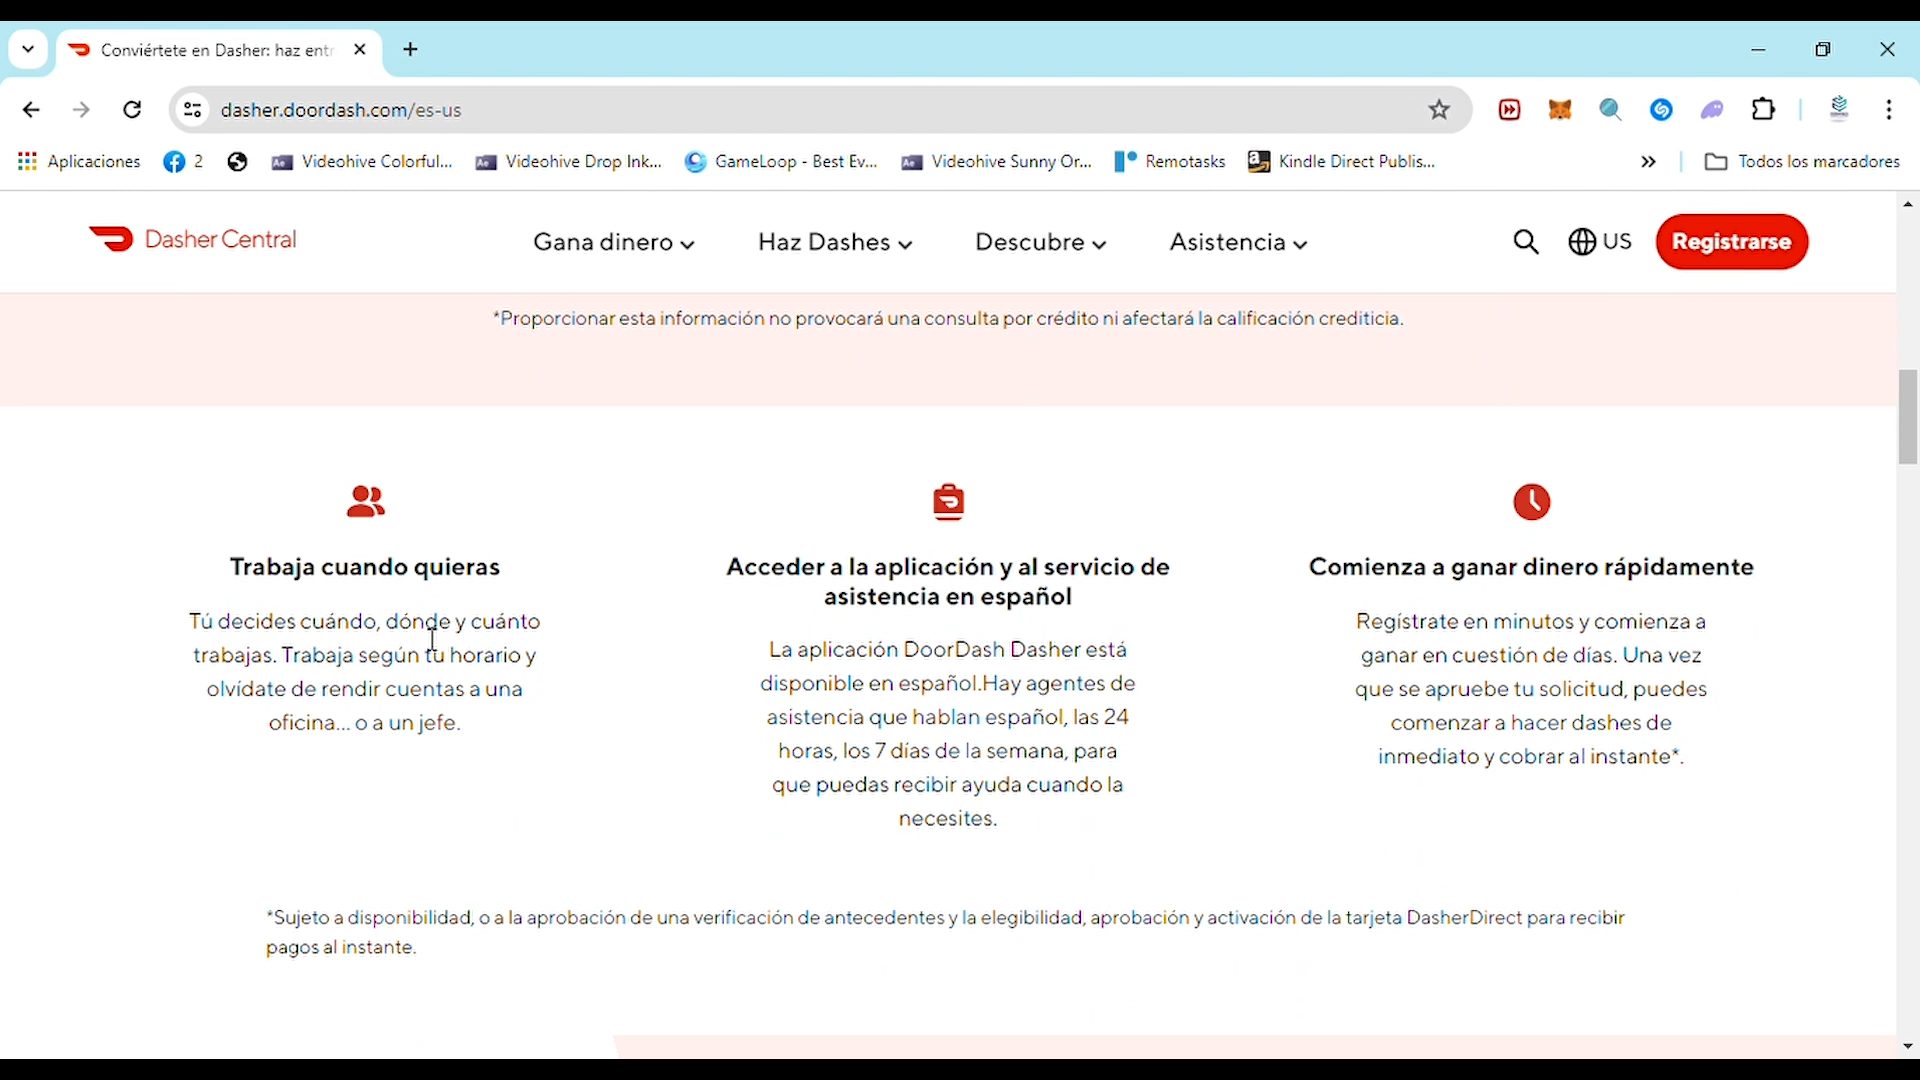 Conviértete en Dasher: haz entr
dasher.doordash.com/es-us
Aplicaciones
2
Videohive Colorful...
Videohive Drop Ink...
GameLoop - Best Ev...
Videohive Sunny Or...
Remotasks
Kindle Direct Publis...
Todos los marcadores
Dasher Central
Gana dinero
Haz Dashes
Descubre
Asistencia
US
Registrarse
*Proporcionar esta información no provocará una consulta por crédito ni afectará la calificación crediticia.
Trabaja cuando quieras
Tú decides cuándo, dónde y cuánto
trabajas. Trabaja según tu horario y
olvídate de rendir cuentas a una
oficina... o a un jefe.
Acceder a la aplicación y al servicio de
asistencia en español
La aplicación DoorDash Dasher está
disponible en español.Hay agentes de
asistencia que hablan español, las 24
horas, los 7 días de la semana, para
que puedas recibir ayuda cuando la
necesites.
Comienza a ganar dinero rápidamente
Regístrate en minutos y comienza a
ganar en cuestión de días. Una vez
que se apruebe tu solicitud, puedes
comenzar a hacer dashes de
inmediato y cobrar al instante*.
*Sujeto a disponibilidad, o a la aprobación de una verificación de antecedentes y la elegibilidad, aprobación y activación de la tarjeta DasherDirect para recibir
pagos al instante.